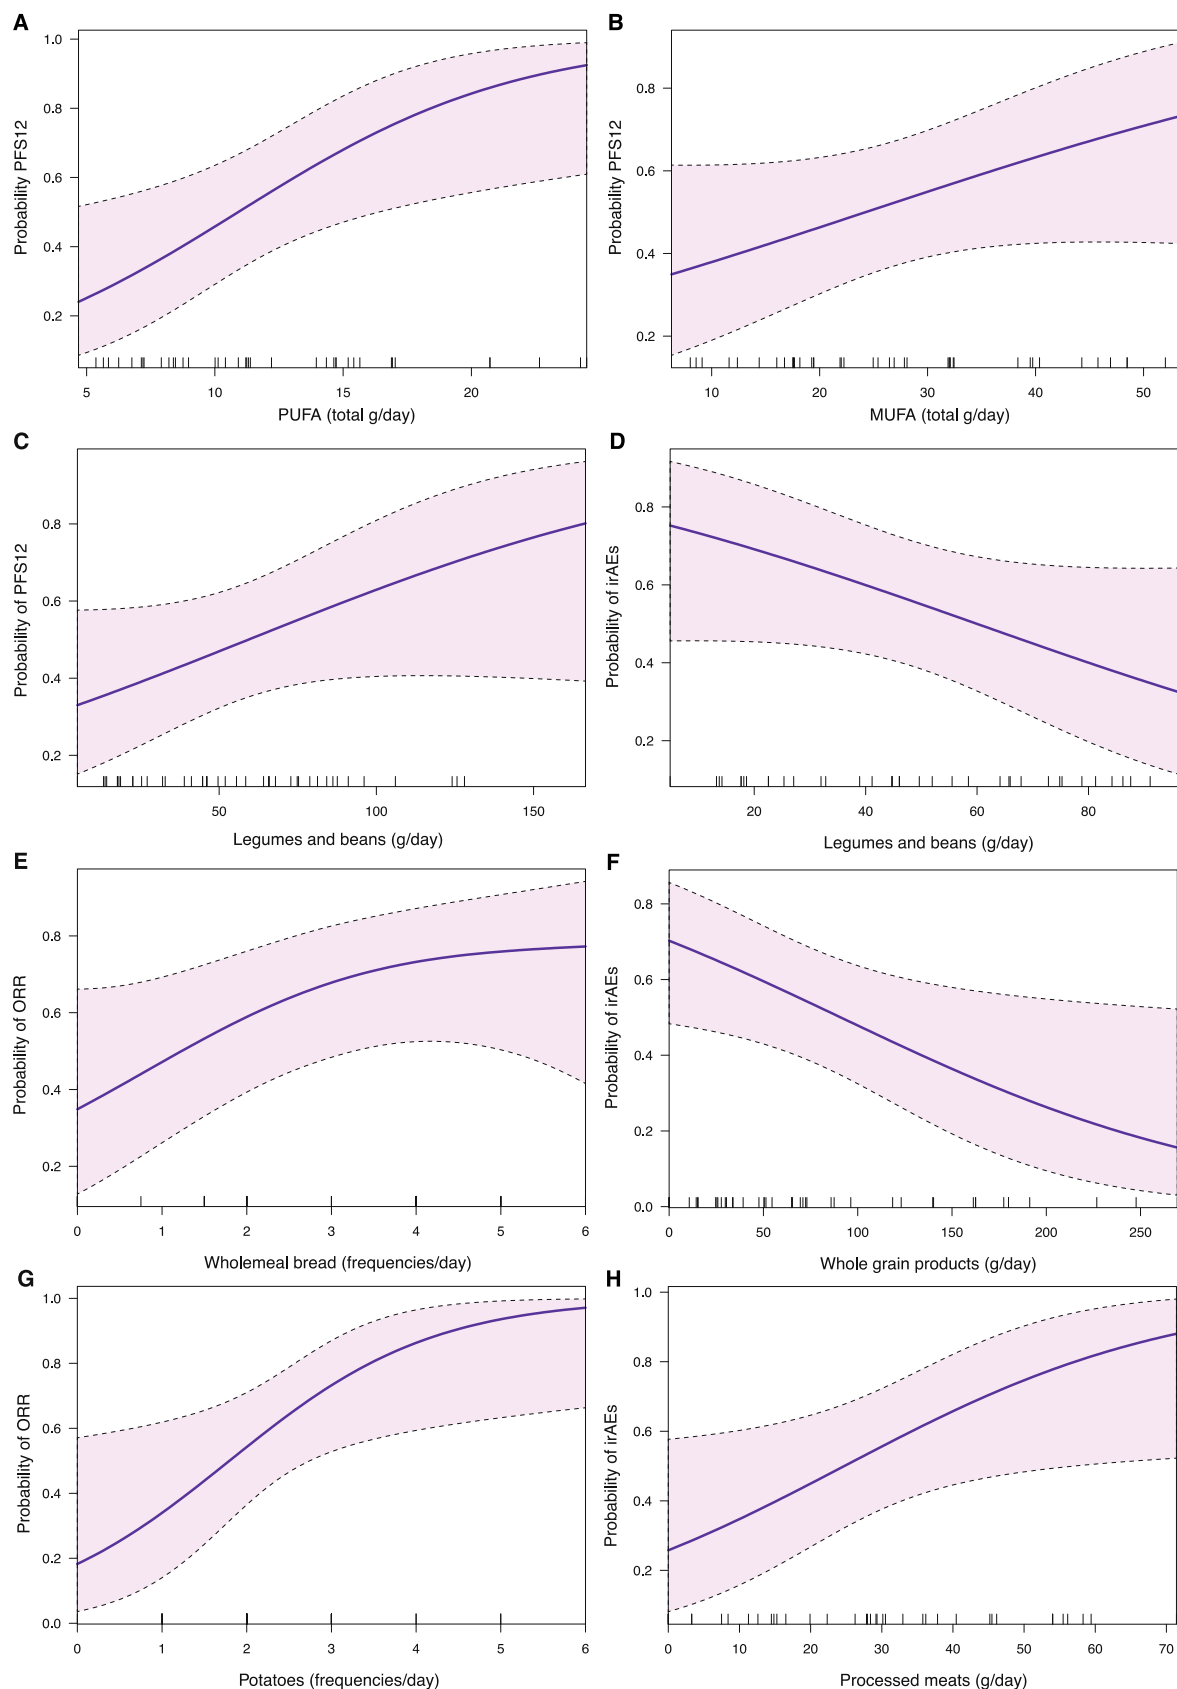 A
1.0
0.8
0.6
0.4
0.2
Probability PFS12
5 10 15 20
PUFA (total g/day)
B
0.8
0.6
0.4
0.2
Probability PFS12
10 20 30 40 50
MUFA (total g/day)
C
0.8
0.6
0.4
0.2
Probability of PFS12
50 100 150
Legumes and beans (g/day)
D
0.8
0.6
0.4
0.2
Probability of irAEs
20 40 60 80
Legumes and beans (g/day)
E
0.8
0.6
0.4
0.2
Probability of ORR
0 1 2 3 4 5 6
Wholemeal bread (frequencies/day)
F
0.8
0.6
0.4
0.2
0.0
Probability of irAEs
0 50 100 150 200 250
Whole grain products (g/day)
G
1.0
0.8
0.6
0.4
0.2
0.0
Probability of ORR
0 1 2 3 4 5 6
Potatoes (frequencies/day)
H
1.0
0.8
0.6
0.4
0.2
Probability of irAEs
0 10 20 30 40 50 60 70
Processed meats (g/day)